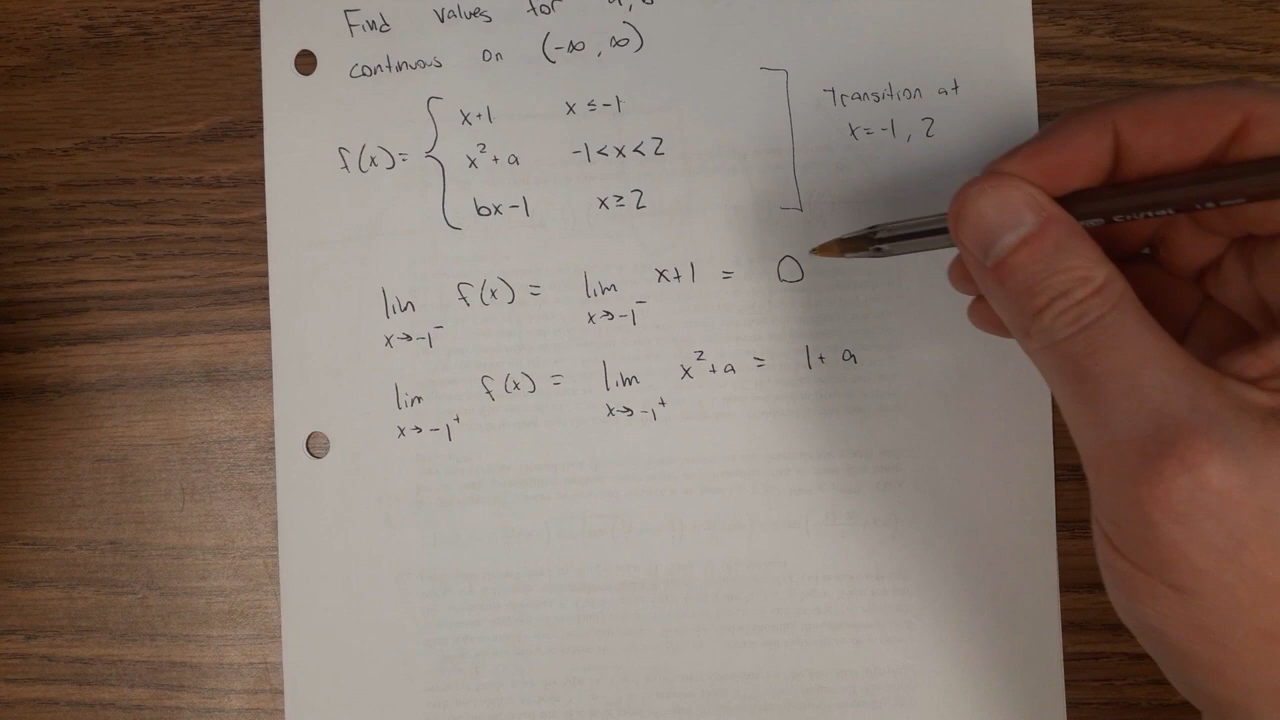 Find values for a, b
continuous on (-∞, ∞)
f(x) = { x+1 x ≤ -1
x² + a -1 < x < 2
bx-1 x ≥ 2
Transition at
x = -1, 2
lim x→-1⁻ f(x) = lim x→-1⁻ x+1 = 0
lim x→-1⁺ f(x) = lim x→-1⁺ x² + a = 1 + a
Cristal